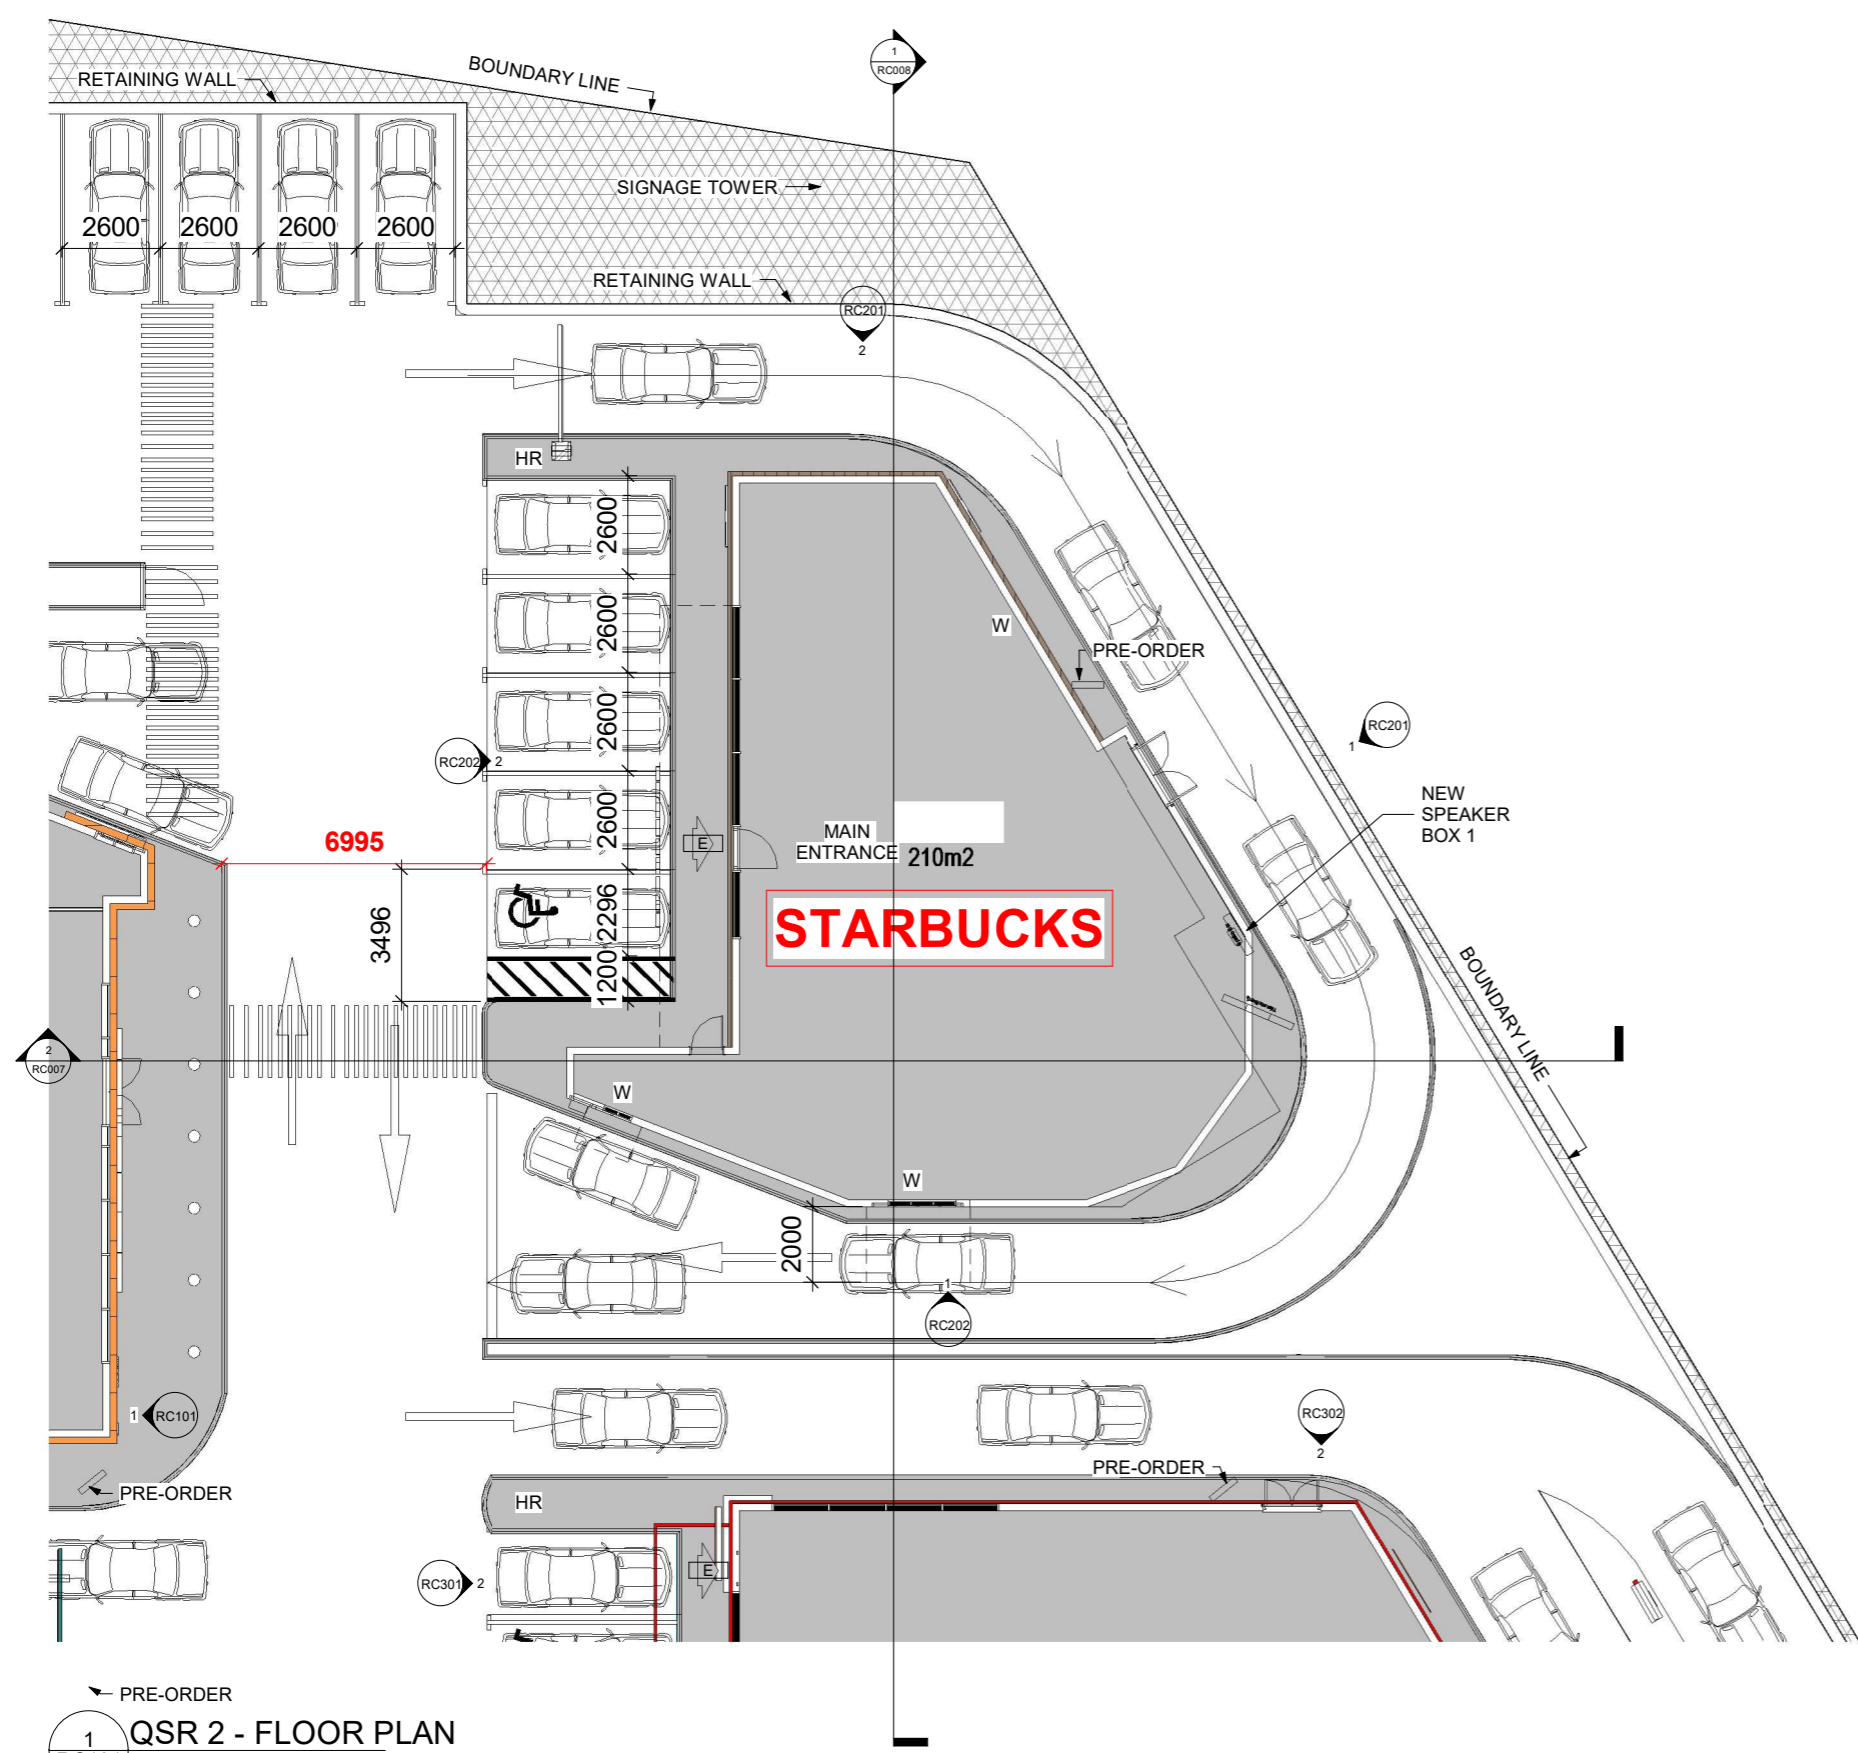 1
RC008
BOUNDARY LINE
RETAINING WALL
SIGNAGE TOWER
2600
2600
2600
2600
RETAINING WALL
RC201
2
HR
2600
2600
W
PRE-ORDER
2600
RC201
1
RC202
2
NEW
SPEAKER
BOX 1
2600
6995
E
MAIN
ENTRANCE
210m2
STARBUCKS
3496
2296
1200
BOUNDARY LINE
2
RC007
W
W
2000
1
RC202
1
RC101
RC302
2
PRE-ORDER
PRE-ORDER
HR
RC301
2
E
PRE-ORDER
1
QSR 2 - FLOOR PLAN